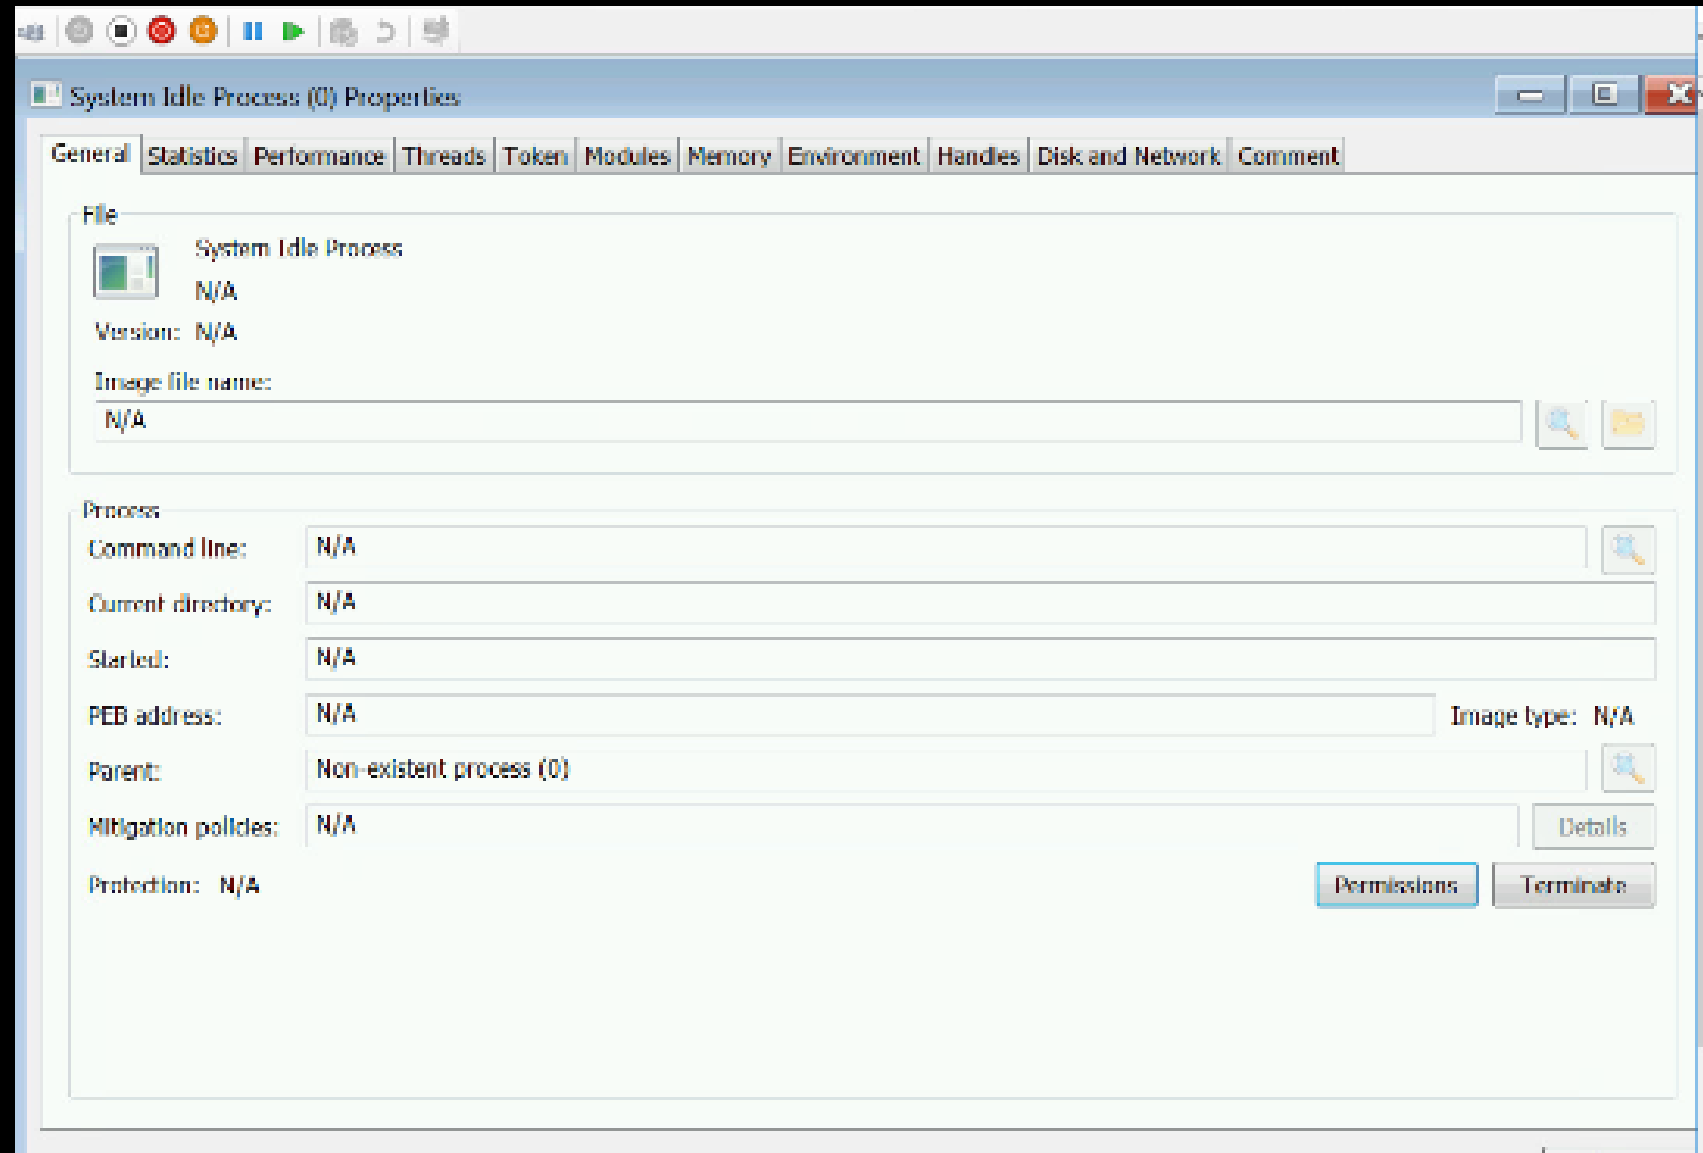 System Idle Process (0) Properties
General Statistics Performance Threads Token Modules Memory Environment Handles Disk and Network Comment
File
System Idle Process
N/A
Version: N/A
Image file name:
N/A
Process
Command line: N/A
Current directory: N/A
Started: N/A
PEB address: N/A Image type: N/A
Parent: Non-existent process (0)
Mitigation policies: N/A Details
Protection: N/A Permissions Terminate